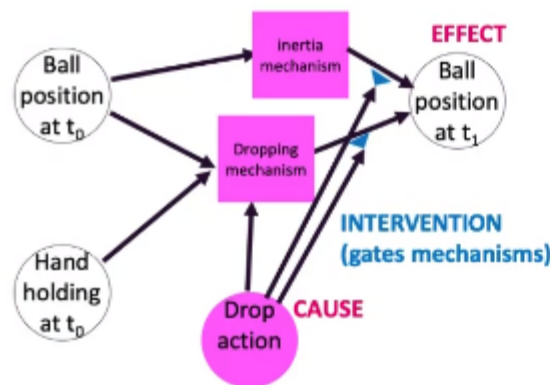 inertia
mechanism
EFFECT
Ball
position
at t₀
Ball
position
at t₁
Dropping
mechanism
INTERVENTION
(gates mechanisms)
Hand
holding
at t₀
CAUSE
Drop
action